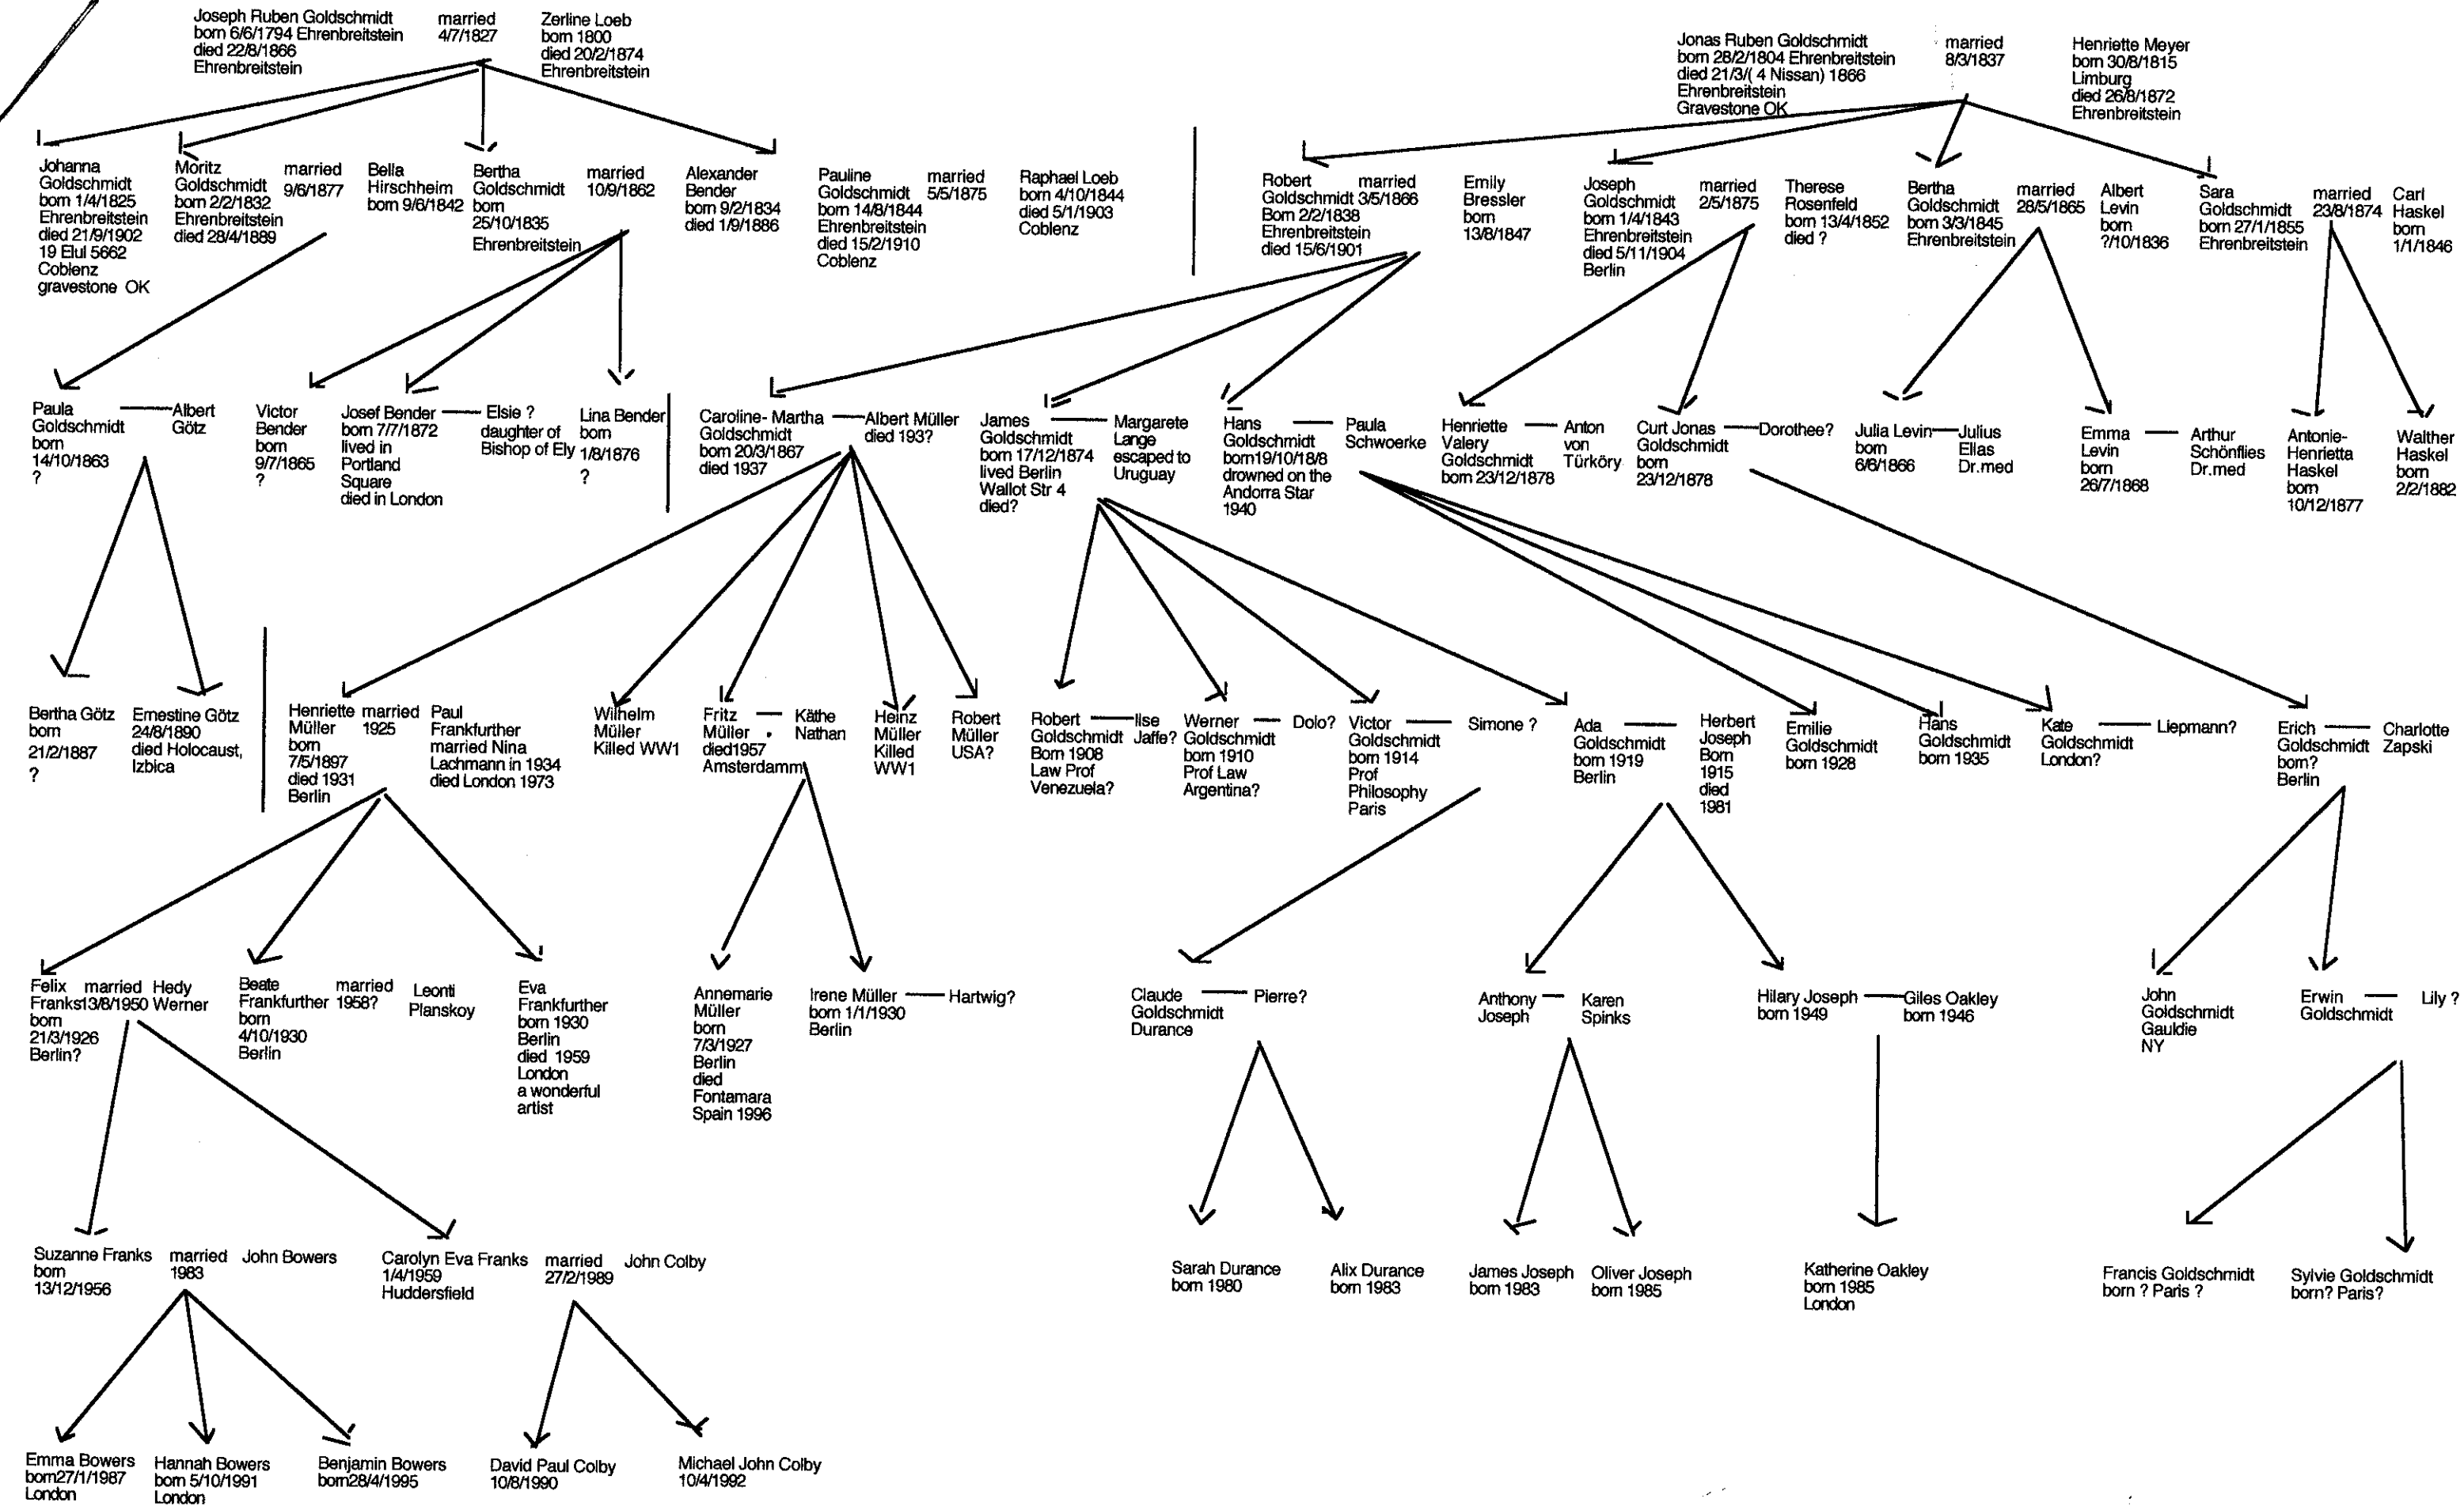 Joseph Ruben Goldschmidt
born 6/6/1794 Ehrenbreitstein
died 22/8/1866
Ehrenbreitstein
married
4/7/1827
Zerline Loeb
born 1800
died 20/2/1874
Ehrenbreitstein
Jonas Ruben Goldschmidt
born 28/2/1804 Ehrenbreitstein
died 21/3/( 4 Nissan) 1866
Ehrenbreitstein
Gravestone OK
married
8/3/1837
Henriette Meyer
born 30/8/1815
Limburg
died 26/8/1872
Ehrenbreitstein
Johanna
Goldschmidt
born 1/4/1825
Ehrenbreitstein
died 21/9/1902
19 Elul 5662
Coblenz
gravestone OK
Moritz
Goldschmidt
born 2/2/1832
Ehrenbreitstein
died 28/4/1889
married
9/6/1877
Bella
Hirschheim
born 9/6/1842
Bertha
Goldschmidt
born
25/10/1835
Ehrenbreitstein
married
10/9/1862
Alexander
Bender
born 9/2/1834
died 1/9/1886
Pauline
Goldschmidt
born 14/8/1844
Ehrenbreitstein
died 15/2/1910
Coblenz
married
5/5/1875
Raphael Loeb
born 4/10/1844
died 5/1/1903
Coblenz
Robert
Goldschmidt
Born 2/2/1838
Ehrenbreitstein
died 15/6/1901
married
3/5/1866
Emily
Bressler
born
13/8/1847
Joseph
Goldschmidt
born 1/4/1843
Ehrenbreitstein
died 5/11/1904
Berlin
married
2/5/1875
Therese
Rosenfeld
born 13/4/1852
died ?
Bertha
Goldschmidt
born 3/3/1845
Ehrenbreitstein
married
28/5/1865
Albert
Levin
born
?/10/1836
Sara
Goldschmidt
born 27/1/1855
Ehrenbreitstein
married
23/8/1874
Carl
Haskel
born
1/1/1846
Paula
Goldschmidt
born
14/10/1863
?
Albert
Götz
Victor
Bender
born
9/7/1865
?
Josef Bender
born 7/7/1872
lived in
Portland
Square
died in London
Elsie ?
daughter of
Bishop of Ely
Lina Bender
born
1/8/1876
?
Caroline- Martha
Goldschmidt
born 20/3/1867
died 1937
Albert Müller
died 193?
James
Goldschmidt
born 17/12/1874
lived Berlin
Wallot Str 4
died?
Margarete
Lange
escaped to
Uruguay
Hans
Goldschmidt
born19/10/18/8
drowned on the
Andorra Star
1940
Paula
Schwoerke
Henriette
Valery
Goldschmidt
born 23/12/1878
Anton
von
Türköry
Curt Jonas
Goldschmidt
born
23/12/1878
Dorothee?
Julia Levin
born
6/6/1866
Julius
Elias
Dr.med
Emma
Levin
born
26/7/1868
Arthur
Schönflies
Dr.med
Antonie-
Henrietta
Haskel
born
10/12/1877
Walther
Haskel
born
2/2/1882
Bertha Götz
born
21/2/1887
?
Ernestine Götz
24/8/1890
died Holocaust,
Izbica
Henriette
Müller
born
7/5/1897
died 1931
Berlin
married
1925
Paul
Frankfurther
married Nina
Lachmann in 1934
died London 1973
Wilhelm
Müller
Killed WW1
Fritz
Müller
died1957
Amsterdamm
Käthe
Nathan
Heinz
Müller
Killed
WW1
Robert
Müller
USA?
Robert
Goldschmidt
Born 1908
Law Prof
Venezuela?
Ilse
Jaffe?
Werner
Goldschmidt
born 1910
Prof Law
Argentina?
Dolo?
Victor
Goldschmidt
born 1914
Prof
Philosophy
Paris
Simone ?
Ada
Goldschmidt
born 1919
Berlin
Herbert
Joseph
Born
1915
died
1981
Emilie
Goldschmidt
born 1928
Hans
Goldschmidt
born 1935
Kate
Goldschmidt
London?
Liepmann?
Erich
Goldschmidt
born?
Berlin
Charlotte
Zapski
Felix
Franks
born
21/3/1926
Berlin?
married
13/8/1950
Hedy
Werner
Beate
Frankfurther
born
4/10/1930
Berlin
married
1958?
Leonti
Planskoy
Eva
Frankfurther
born 1930
Berlin
died 1959
London
a wonderful
artist
Annemarie
Müller
born
7/3/1927
Berlin
died
Fontamara
Spain 1996
Irene Müller
born 1/1/1930
Berlin
Hartwig?
Claude
Goldschmidt
Durance
Pierre?
Anthony
Joseph
Karen
Spinks
Hilary Joseph
born 1949
Giles Oakley
born 1946
John
Goldschmidt
Gauldie
NY
Erwin
Goldschmidt
Lily ?
Suzanne Franks
born
13/12/1956
married
1983
John Bowers
Carolyn Eva Franks
1/4/1959
Huddersfield
married
27/2/1989
John Colby
Sarah Durance
born 1980
Alix Durance
born 1983
James Joseph
born 1983
Oliver Joseph
born 1985
Katherine Oakley
born 1985
London
Francis Goldschmidt
born ? Paris ?
Sylvie Goldschmidt
born? Paris?
Emma Bowers
born27/1/1987
London
Hannah Bowers
born 5/10/1991
London
Benjamin Bowers
born28/4/1995
David Paul Colby
10/8/1990
Michael John Colby
10/4/1992